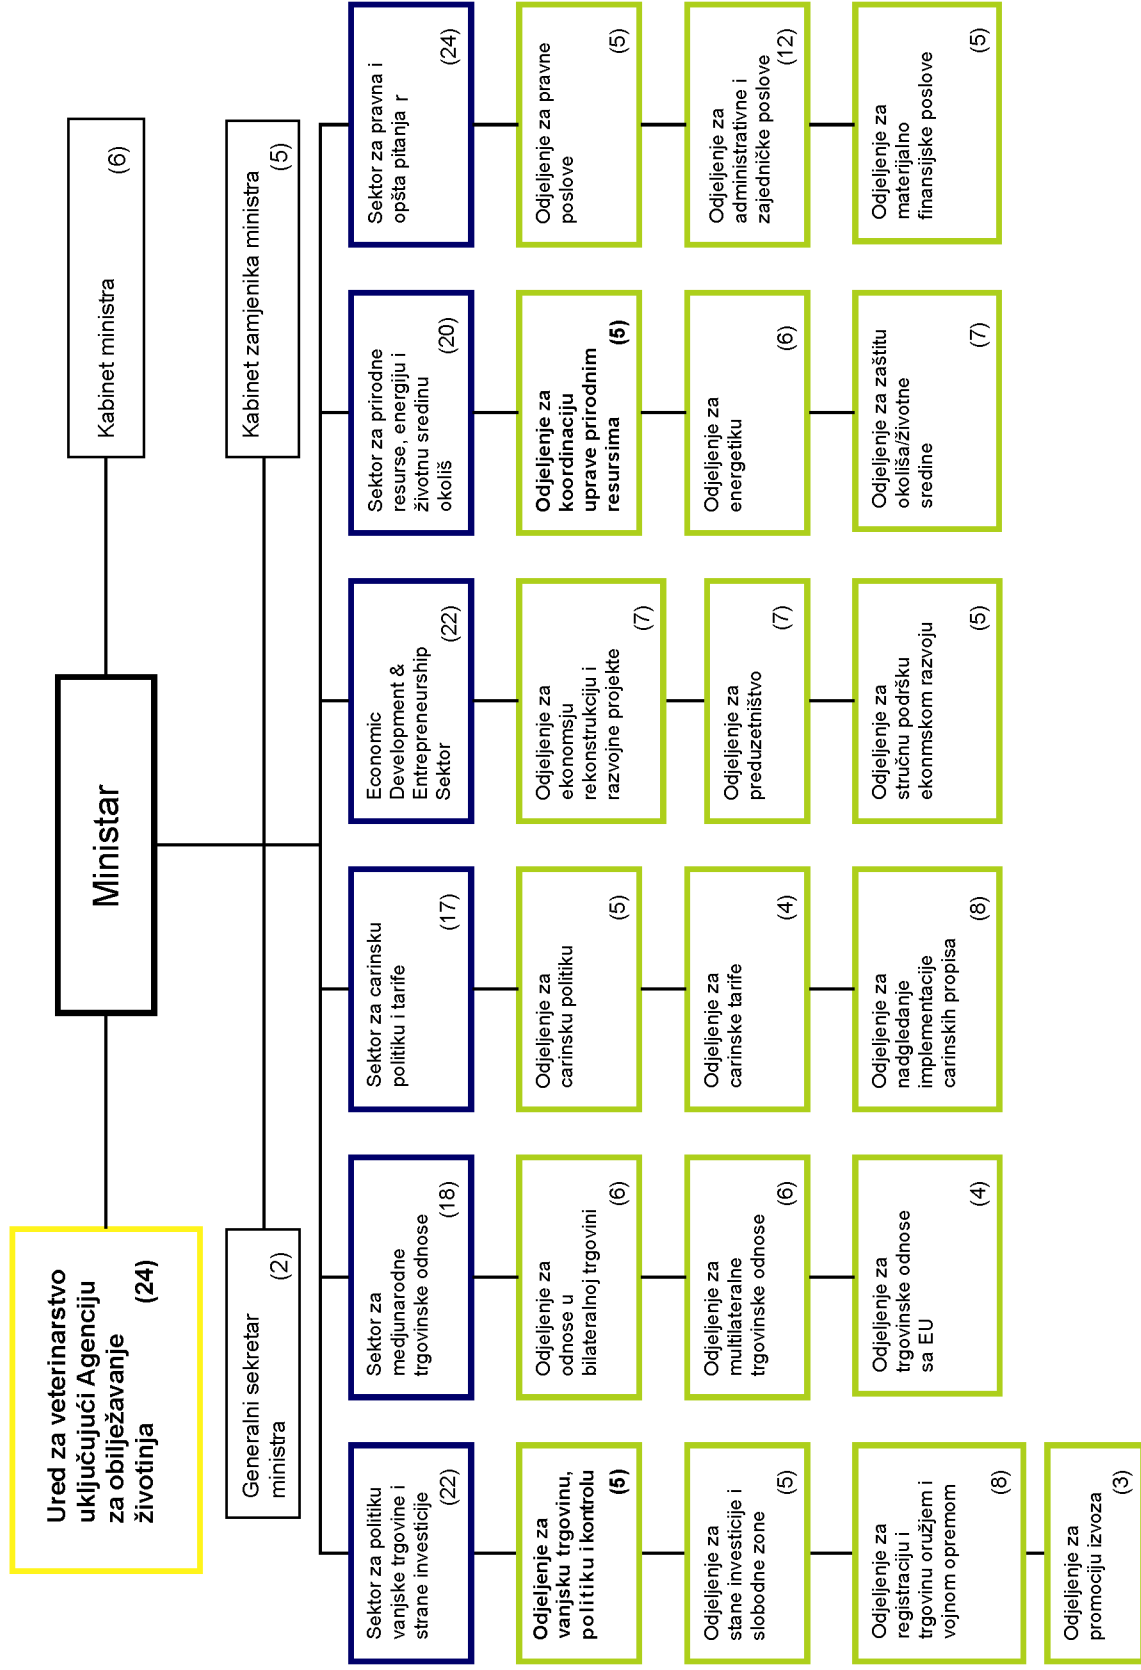 Ministar
Ured za veterinarstvo
uključujući Agenciju
za obilježavanje
životinja (24)
Kabinet ministra (6)
Generalni sekretar
ministra (2)
Kabinet zamjenika ministra (5)
Sektor za politiku
vanjske trgovine i
strane investicije (22)
Odjeljenje za
vanjsku trgovinu,
politiku i kontrolu (5)
Odjeljenje za
stane investicije i
slobodne zone (5)
Odjeljenje za
registraciju i
trgovinu oružjem i
vojnom opremom (8)
Odjeljenje za
promociju izvoza (3)
Sektor za
medjunarodne
trgovinske odnose (18)
Odjeljenje za
odnose u
bilateralnoj trgovini (6)
Odjeljenje za
multilateralne
trgovinske odnose (6)
Odjeljenje za
trgovinske odnose
sa EU (4)
Sektor za carinsku
politiku i tarife (17)
Odjeljenje za
carinsku politiku (5)
Odjeljenje za
carinske tarife (4)
Odjeljenje za
nadgledanje
implementacije
carinskih propisa (8)
Economic
Development &
Entrepreneurship
Sektor (22)
Odjeljenje za
ekonomsju
rekonstrukciju i
razvojne projekte (7)
Odjeljenje za
preduzetništvo (7)
Odjeljenje za
stručnu podršku
ekonmskom razvoju (5)
Sektor za prirodne
resurse, energiju i
životnu sredinu
okoliš (20)
Odjeljenje za
koordinaciju
uprave prirodnim
resursima (5)
Odjeljenje za
energetiku (6)
Odjeljenje za zaštitu
okoliša/životne
sredine (7)
Sektor za pravna i
opšta pitanja r (24)
Odjeljenje za pravne
poslove (5)
Odjeljenje za
administrativne i
zajedničke poslove (12)
Odjeljenje za
materijalno
finansijske poslove (5)